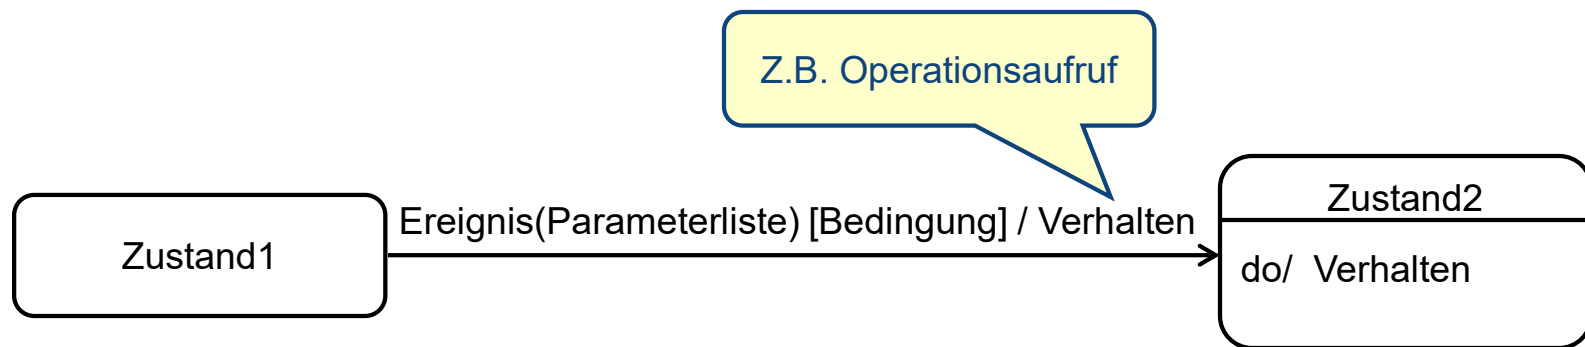 Z.B. Operationsaufruf
Zustand1
Ereignis(Parameterliste) [Bedingung] / Verhalten
Zustand2
do/ Verhalten